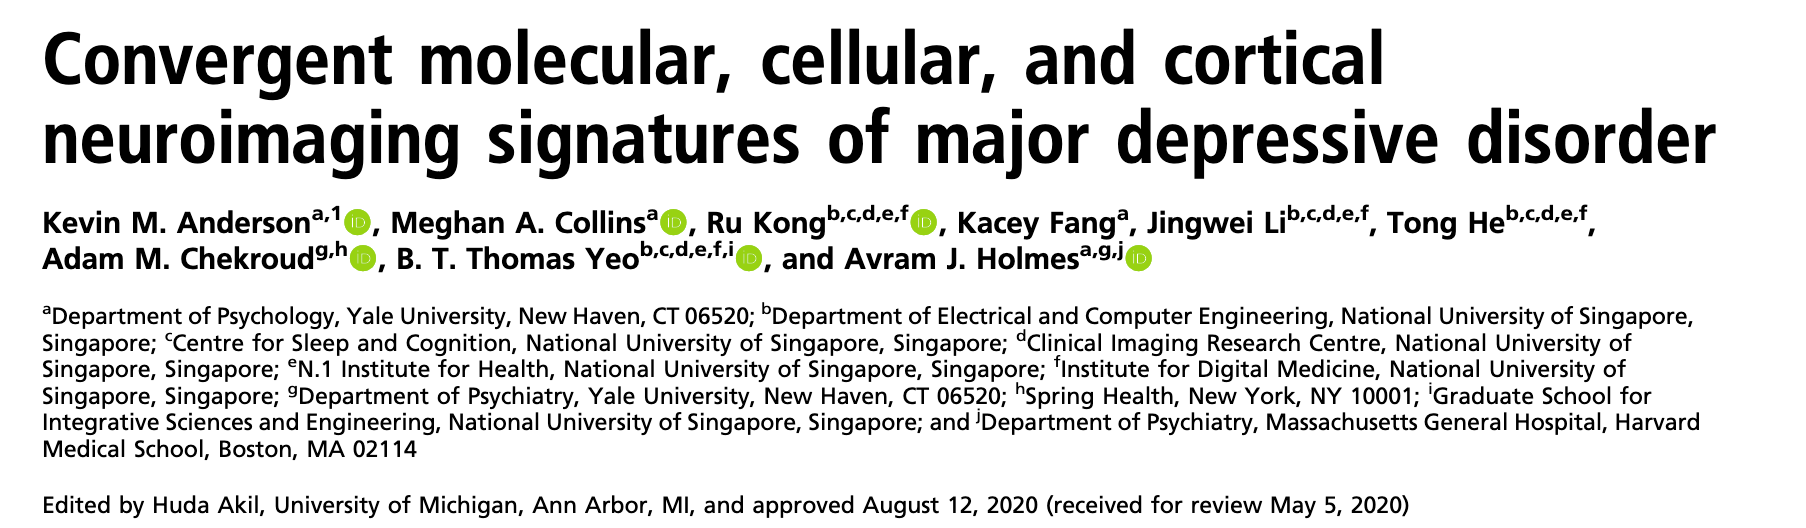 Convergent molecular, cellular, and cortical
neuroimaging signatures of major depressive disorder
Kevin M. Andersona,1 iD, Meghan A. Collinsa iD, Ru Kongb,c,d,e,f iD, Kacey Fanga, Jingwei Lib,c,d,e,f, Tong Heb,c,d,e,f,
Adam M. Chekroudg,h iD, B. T. Thomas Yeob,c,d,e,f,i iD, and Avram J. Holmesa,g,j iD
aDepartment of Psychology, Yale University, New Haven, CT 06520; bDepartment of Electrical and Computer Engineering, National University of Singapore,
Singapore; cCentre for Sleep and Cognition, National University of Singapore, Singapore; dClinical Imaging Research Centre, National University of
Singapore, Singapore; eN.1 Institute for Health, National University of Singapore, Singapore; fInstitute for Digital Medicine, National University of
Singapore, Singapore; gDepartment of Psychiatry, Yale University, New Haven, CT 06520; hSpring Health, New York, NY 10001; iGraduate School for
Integrative Sciences and Engineering, National University of Singapore, Singapore; and jDepartment of Psychiatry, Massachusetts General Hospital, Harvard
Medical School, Boston, MA 02114
Edited by Huda Akil, University of Michigan, Ann Arbor, MI, and approved August 12, 2020 (received for review May 5, 2020)